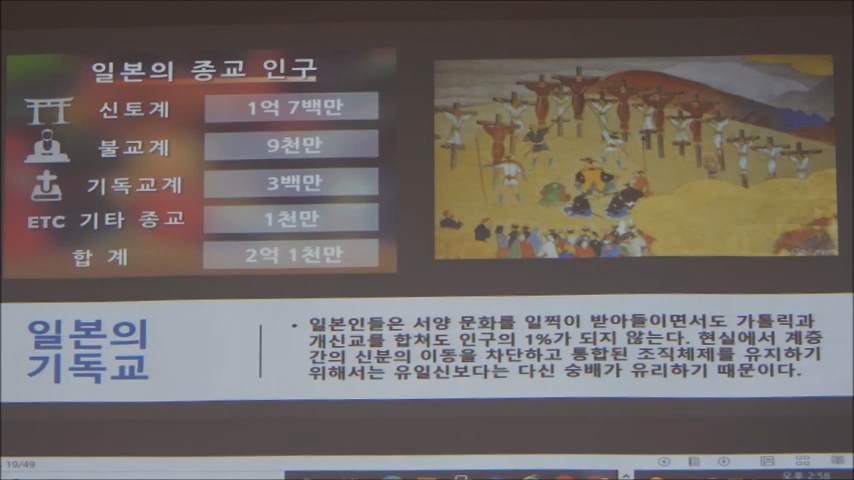 일본의 종교 인구
신토계 1억 7백만
불교계 9천만
기독교계 3백만
ETC 기타 종교 1천만
합 계 2억 1천만
일본의
기독교
• 일본인들은 서양 문화를 일찍이 받아들이면서도 가톨릭과
개신교를 합쳐도 인구의 1%가 되지 않는다. 현실에서 계층
간의 신분의 이동을 차단하고 통합된 조직체제를 유지하기
위해서는 유일신보다는 다신 숭배가 유리하기 때문이다.
19/49
오후 2:58